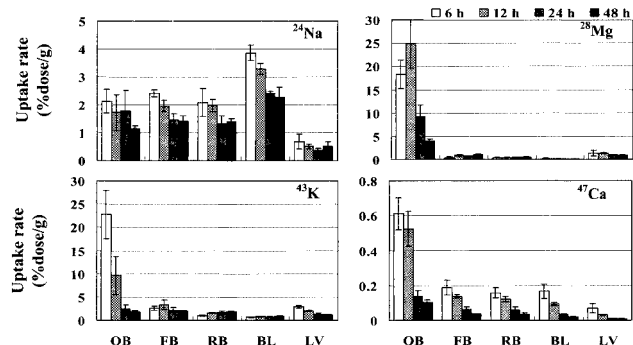 6 h 12 h 24 h 48 h
24Na
28Mg
Uptake rate
(%dose/g)
5
4
3
2
1
0
30
25
20
15
10
5
0
43K
47Ca
Uptake rate
(%dose/g)
30
25
20
15
10
5
0
0.8
0.6
0.4
0.2
0
OB FB RB BL LV
OB FB RB BL LV